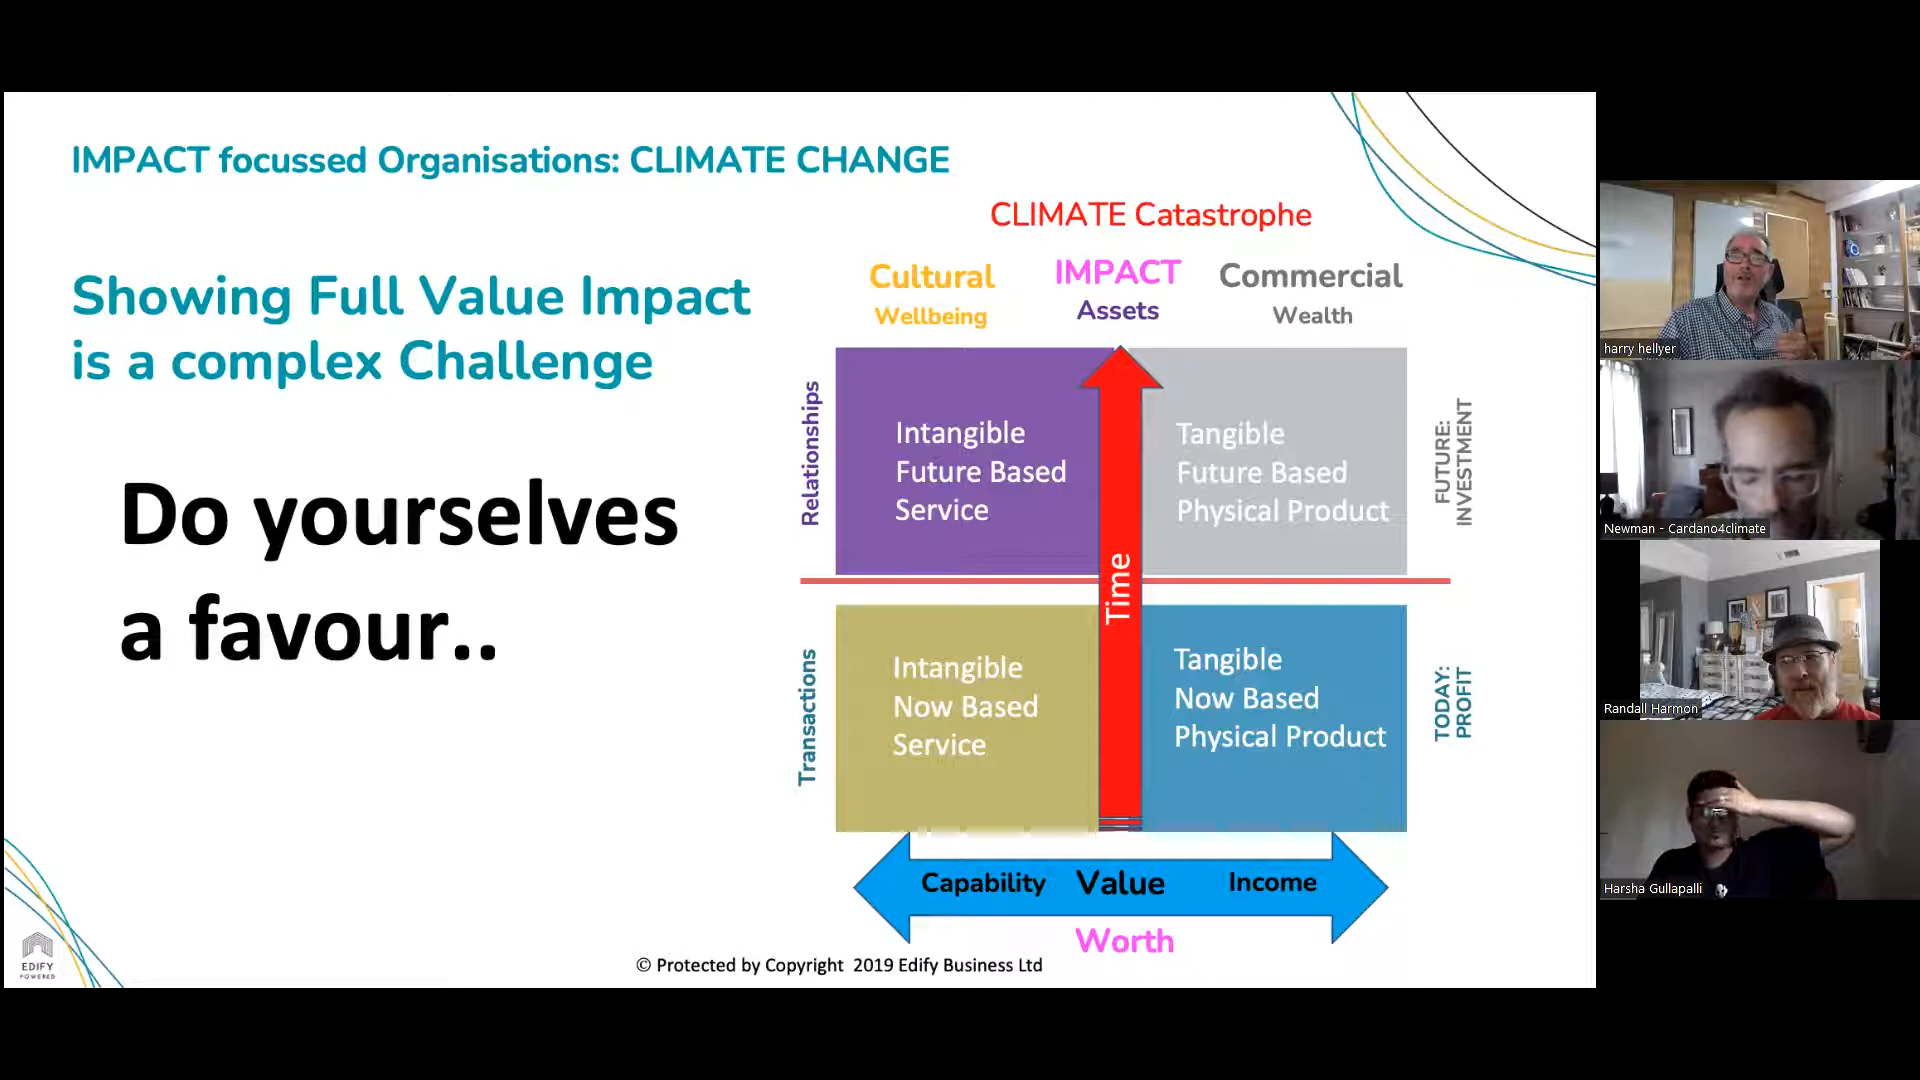 IMPACT focussed Organisations: CLIMATE CHANGE
Showing Full Value Impact
is a complex Challenge
Do yourselves
a favour..
CLIMATE Catastrophe
Cultural
Wellbeing
IMPACT
Assets
Commercial
Wealth
Relationships
Intangible
Future Based
Service
Tangible
Future Based
Physical Product
FUTURE:
INVESTMENT
Time
Transactions
Intangible
Now Based
Service
Tangible
Now Based
Physical Product
TODAY:
PROFIT
Capability Value Income
Worth
© Protected by Copyright 2019 Edify Business Ltd
EDIFY
POWERED
harry hellyer
Newman - Cardano4climate
Randall Harmon
Harsha Gullapalli